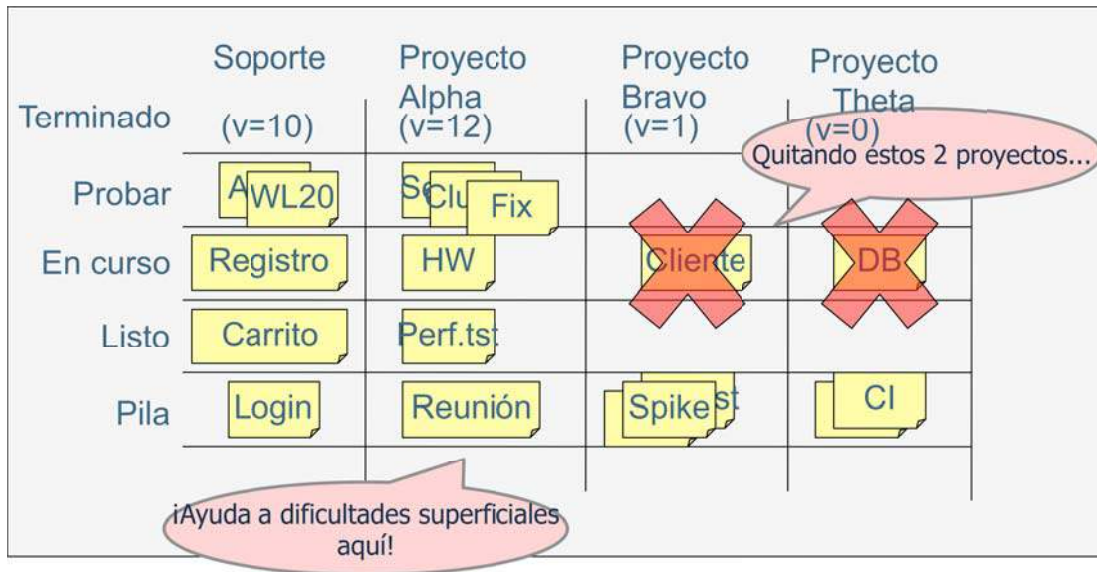 Soporte
Proyecto
Alpha
Proyecto
Bravo
Proyecto
Theta
Terminado
(v=10)
(v=12)
(v=1)
(v=0)
Quitando estos 2 proyectos...
Probar
WL20
Fix
En curso
Registro
HW
Cliente
DB
Listo
Carrito
Perf.tst
Pila
Login
Reunión
Spike
CI
¡Ayuda a dificultades superficiales
aquí!